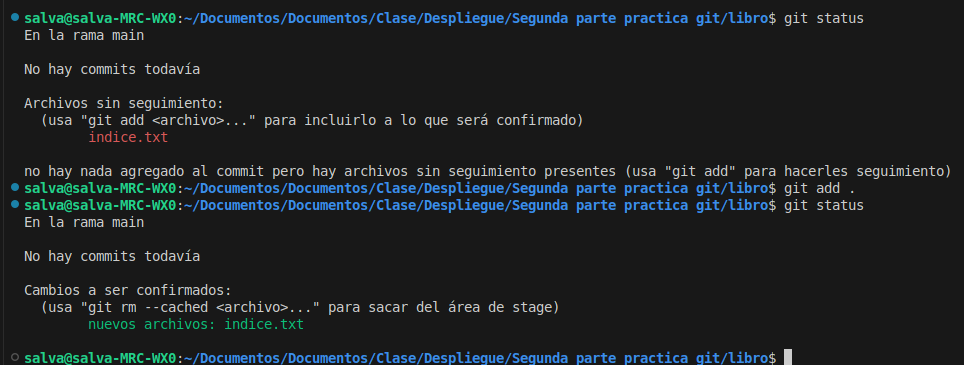 salva@salva-MRC-WX0:~/Documentos/Documentos/Clase/Despliegue/Segunda parte practica git/libro$ git status
En la rama main
No hay commits todavía
Archivos sin seguimiento:
(usa "git add <archivo>..." para incluirlo a lo que será confirmado)
indice.txt
no hay nada agregado al commit pero hay archivos sin seguimiento presentes (usa "git add" para hacerles seguimiento)
salva@salva-MRC-WX0:~/Documentos/Documentos/Clase/Despliegue/Segunda parte practica git/libro$ git add .
salva@salva-MRC-WX0:~/Documentos/Documentos/Clase/Despliegue/Segunda parte practica git/libro$ git status
En la rama main
No hay commits todavía
Cambios a ser confirmados:
(usa "git rm --cached <archivo>..." para sacar del área de stage)
nuevos archivos: indice.txt
salva@salva-MRC-WX0:~/Documentos/Documentos/Clase/Despliegue/Segunda parte practica git/libro$